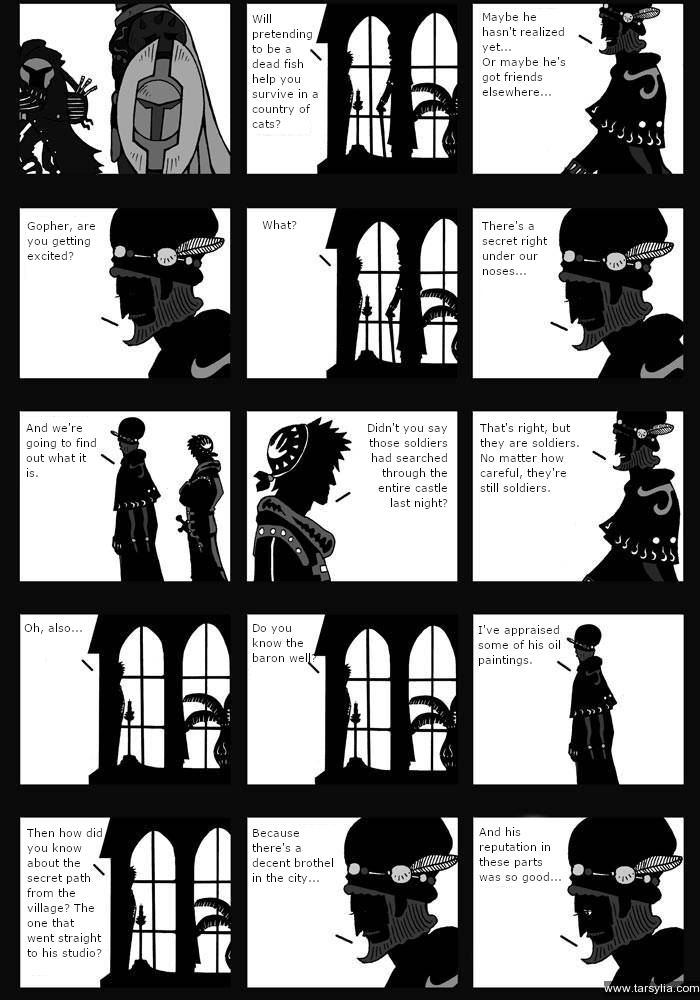 Will
pretending
to be a
dead fish
help you
survive in a
country of
cats?
Maybe he
hasn't realized
yet...
Or maybe he's
got friends
elsewhere...
Gopher, are
you getting
excited?
What?
There's a
secret right
under our
noses...
And we're
going to find
out what it
is.
Didn't you say
those soldiers
had searched
through the
entire castle
last night?
That's right, but
they are soldiers.
No matter how
careful, they're
still soldiers.
Oh, also...
Do you
know the
baron well?
I've appraised
some of his oil
paintings.
Then how did
you know
about the
secret path
from the
village? The
one that
went straight
to his studio?
Because
there's a
decent brothel
in the city...
And his
reputation in
these parts
was so good...
www.tarsylia.com